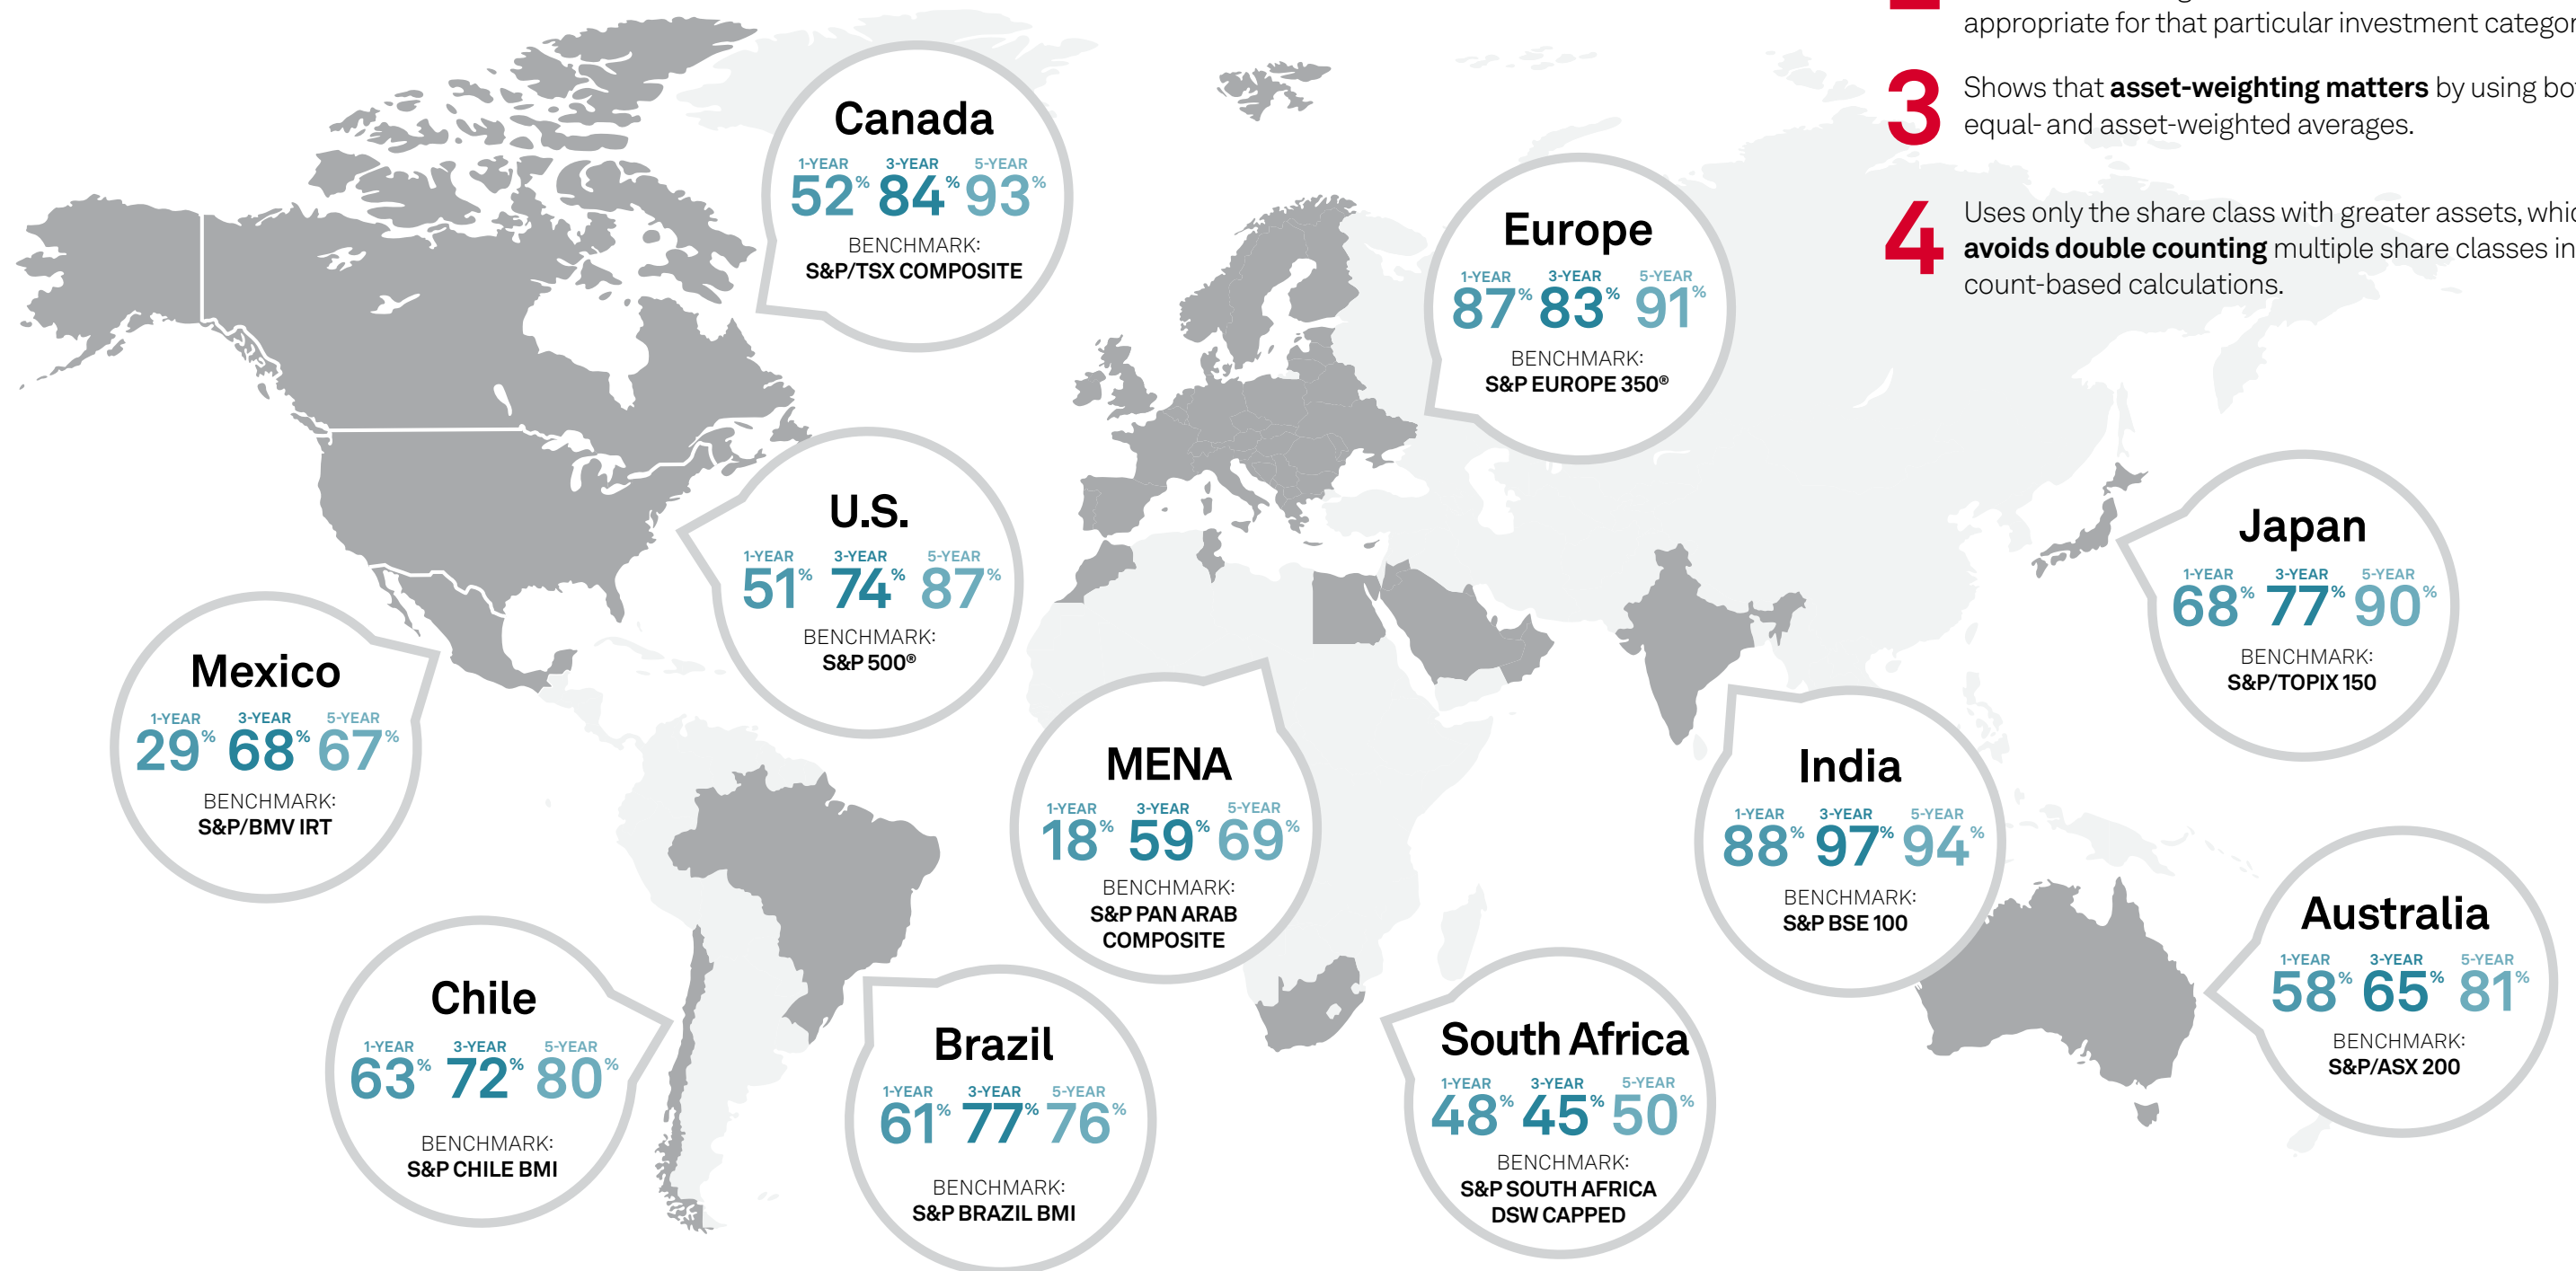 appropriate for that particular investment
3
Shows that asset-weighting matters by using
equal- and asset-weighted averages.
4
Uses only the share class with greater assets,
avoids double counting multiple share classes in
count-based calculations.
Canada
1-YEAR 3-YEAR 5-YEAR
52% 84% 93%
BENCHMARK:
S&P/TSX COMPOSITE
Europe
1-YEAR 3-YEAR 5-YEAR
87% 83% 91%
BENCHMARK:
S&P EUROPE 350®
U.S.
1-YEAR 3-YEAR 5-YEAR
51% 74% 87%
BENCHMARK:
S&P 500®
Japan
1-YEAR 3-YEAR 5-YEAR
68% 77% 90%
BENCHMARK:
S&P/TOPIX 150
Mexico
1-YEAR 3-YEAR 5-YEAR
29% 68% 67%
BENCHMARK:
S&P/BMV IRT
MENA
1-YEAR 3-YEAR 5-YEAR
18% 59% 69%
BENCHMARK:
S&P PAN ARAB
COMPOSITE
India
1-YEAR 3-YEAR 5-YEAR
88% 97% 94%
BENCHMARK:
S&P BSE 100
Australia
1-YEAR 3-YEAR 5-YEAR
58% 65% 81%
BENCHMARK:
S&P/ASX 200
Chile
1-YEAR 3-YEAR 5-YEAR
63% 72% 80%
BENCHMARK:
S&P CHILE BMI
Brazil
1-YEAR 3-YEAR 5-YEAR
61% 77% 76%
BENCHMARK:
S&P BRAZIL BMI
South Africa
1-YEAR 3-YEAR 5-YEAR
48% 45% 50%
BENCHMARK:
S&P SOUTH AFRICA
DSW CAPPED